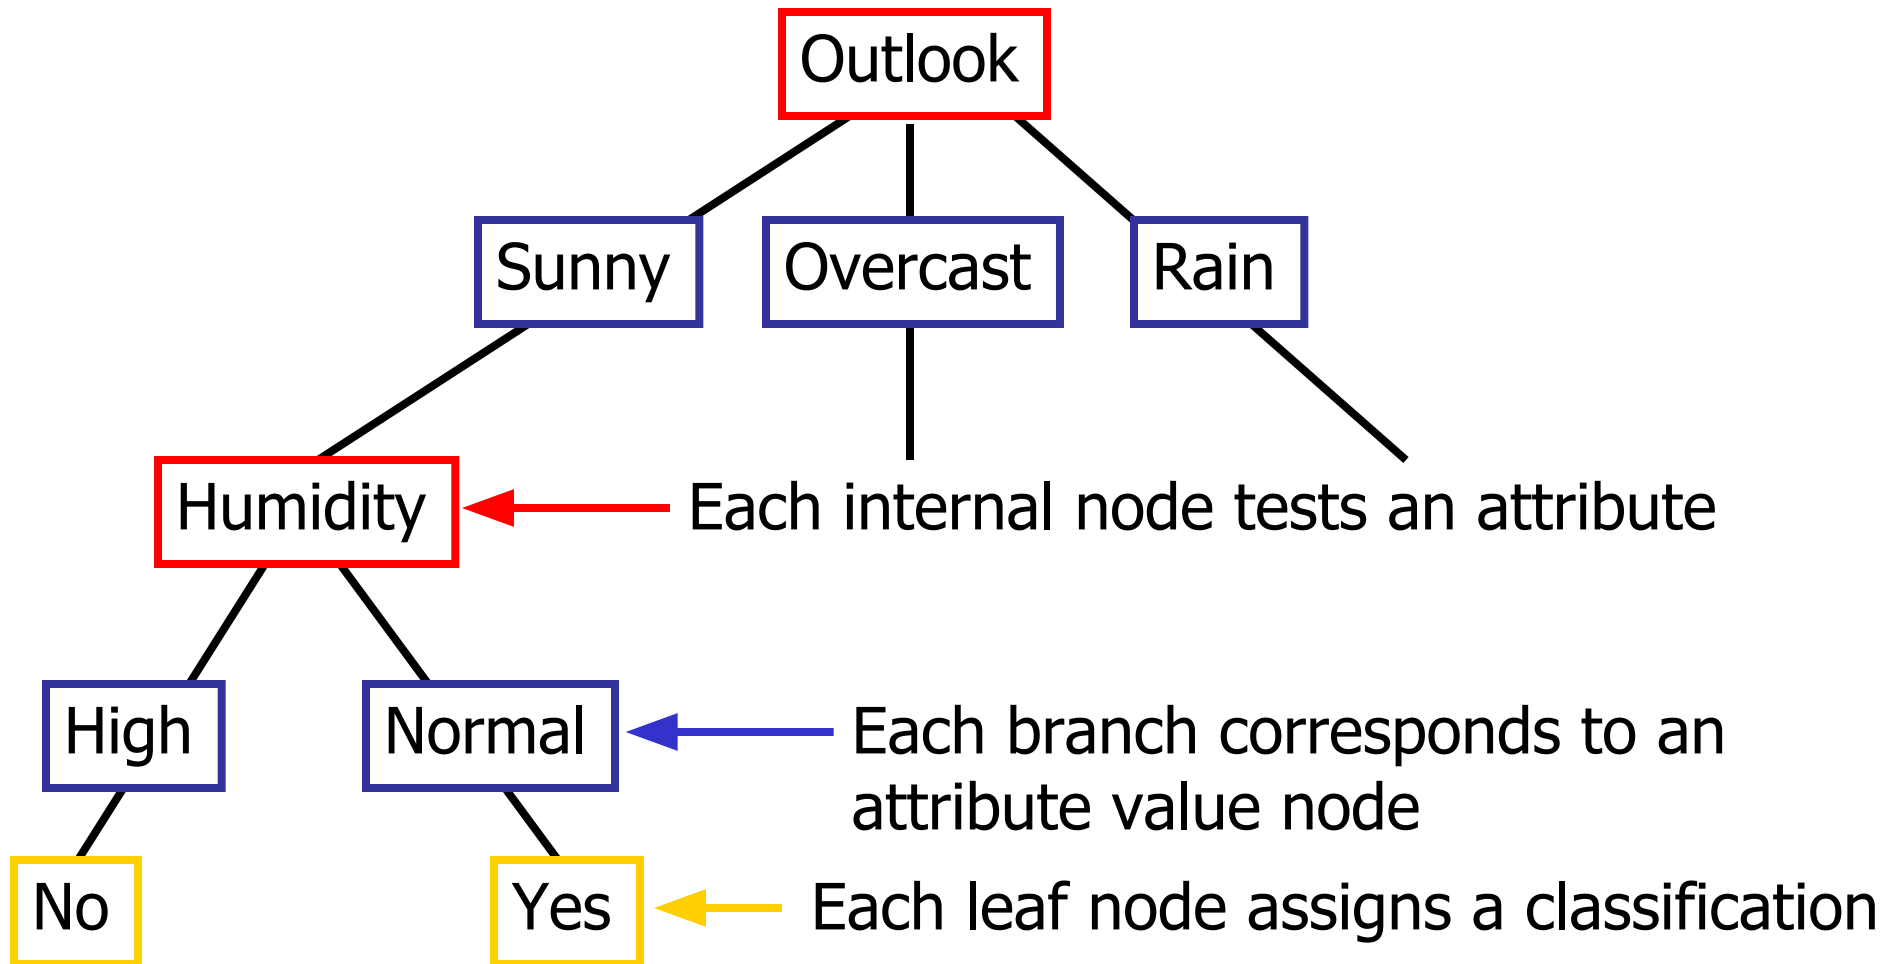 Outlook
Sunny Overcast Rain
Humidity Each internal node tests an attribute
High Normal Each branch corresponds to an
attribute value node
No Yes Each leaf node assigns a classification